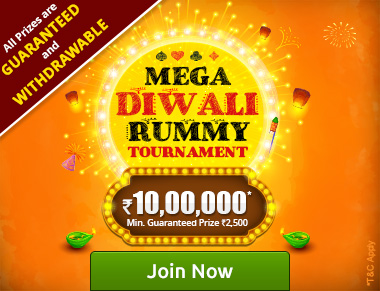 All Prizes are
GUARANTEED
and
WITHDRAWABLE
MEGA
DIWALI
RUMMY
TOURNAMENT
₹10,00,000*
Min. Guaranteed Prize ₹2,500
Join Now
*T&C Apply